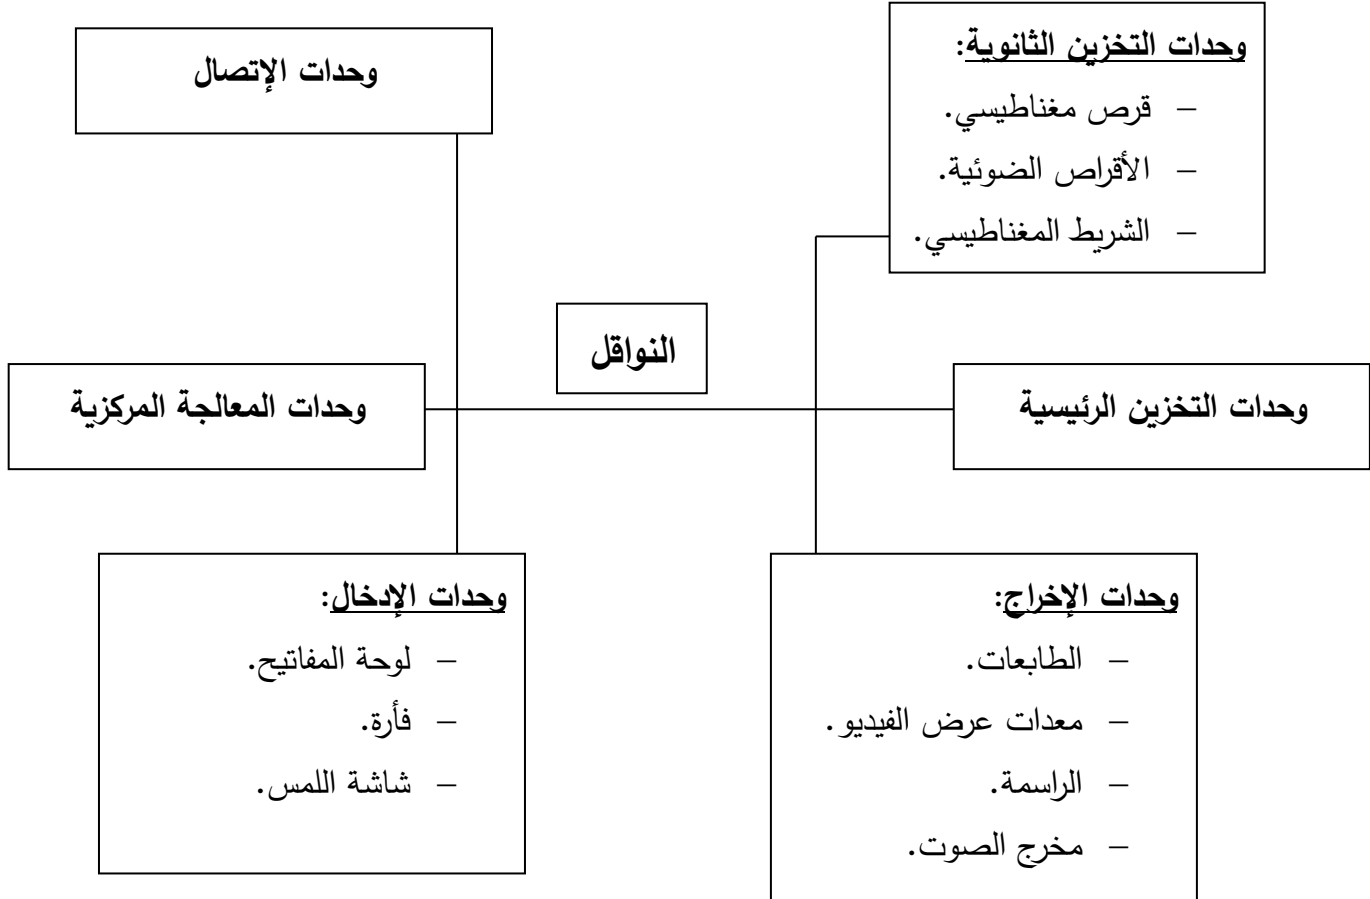 وحدات التخزين الثانوية:
– قرص مغناطيسي.
– الأقراص الضوئية.
– الشريط المغناطيسي.
وحدات الإتصال
النواقل
وحدات التخزين الرئيسية
وحدات المعالجة المركزية
وحدات الإخراج:
– الطابعات.
– معدات عرض الفيديو.
– الراسمة.
– مخرج الصوت.
وحدات الإدخال:
– لوحة المفاتيح.
– فأرة.
– شاشة اللمس.